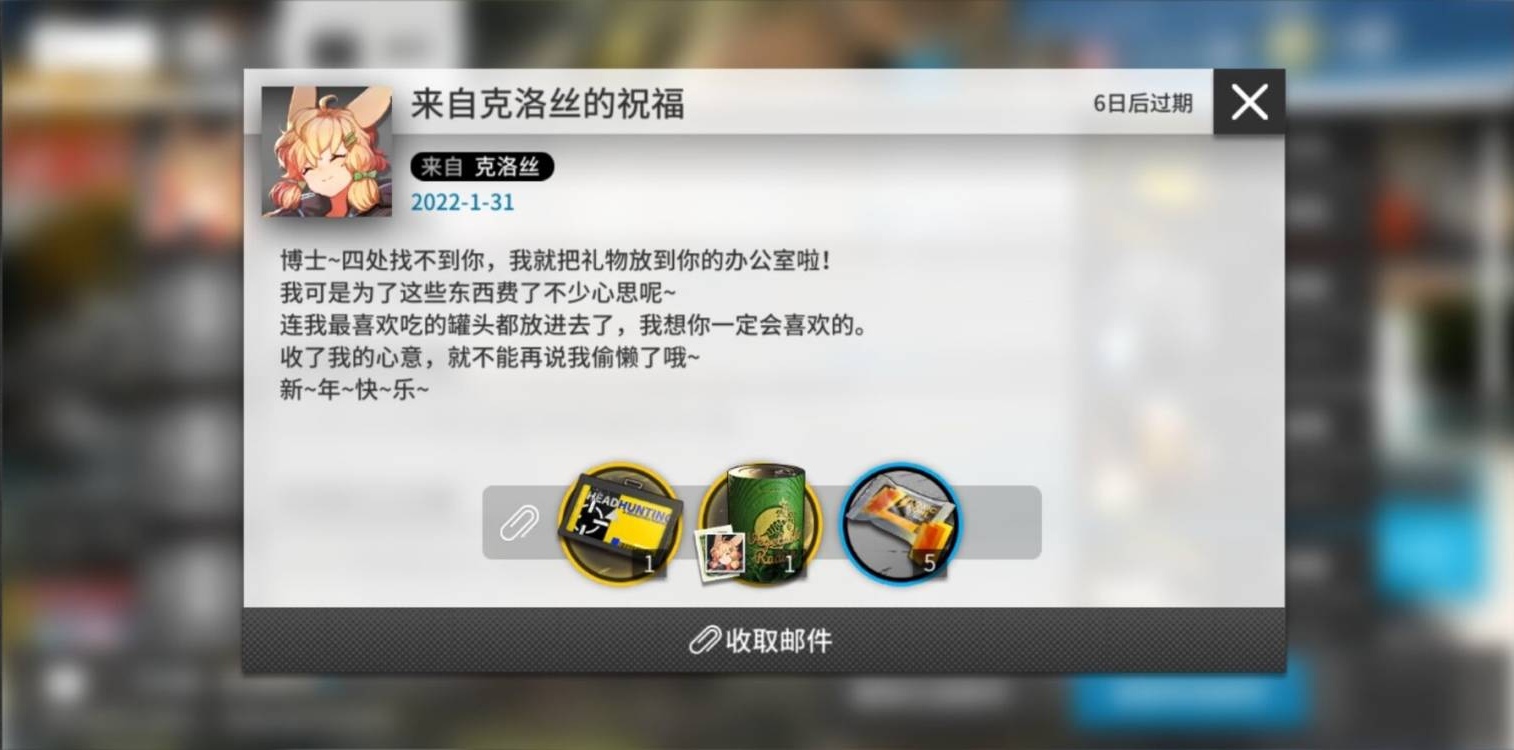 来自克洛丝的祝福
6日后过期
来自 克洛丝
2022-1-31
博士~四处找不到你，我就把礼物放到你的办公室啦！
我可是为了这些东西费了不少心思呢~
连我最喜欢吃的罐头都放进去了，我想你一定会喜欢的。
收了我的心意，就不能再说我偷懒了哦~
新~年~快~乐~
HEADHUNTING
1
1
5
收取邮件